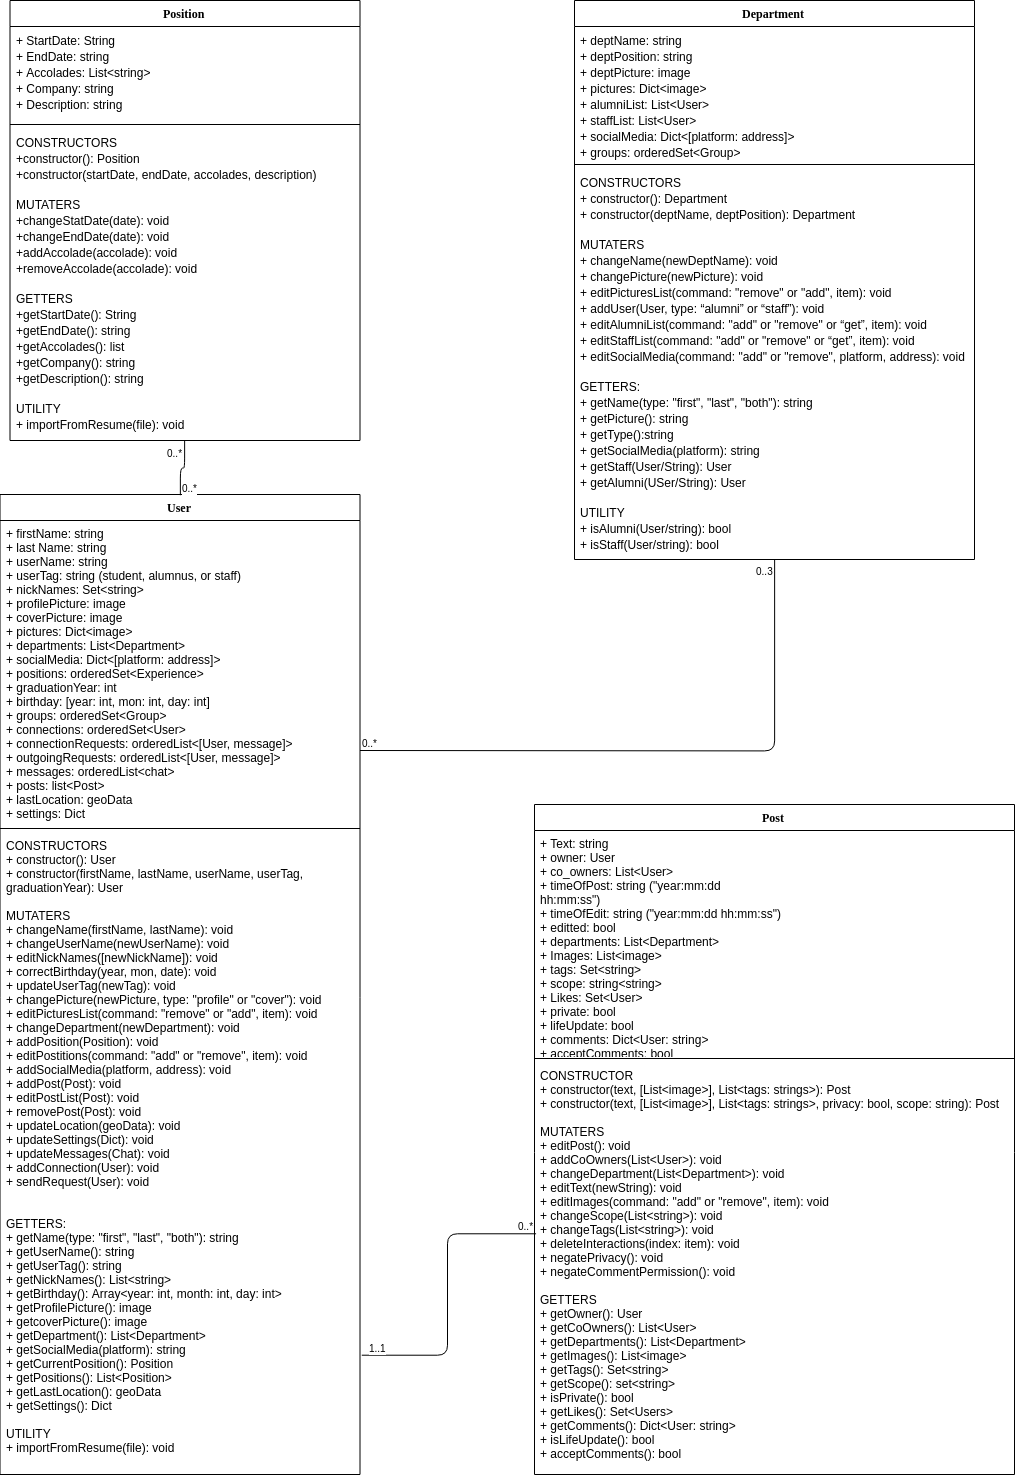 Position
+ StartDate: String
+ EndDate: string
+ Accolades: List<string>
+ Company: string
+ Description: string
CONSTRUCTORS
+constructor(): Position
+constructor(startDate, endDate, accolades, description)
MUTATERS
+changeStatDate(date): void
+changeEndDate(date): void
+addAccolade(accolade): void
+removeAccolade(accolade): void
GETTERS
+getStartDate(): String
+getEndDate(): string
+getAccolades(): list
+getCompany(): string
+getDescription(): string
UTILITY
+ importFromResume(file): void
0..*
0..*
Department
+ deptName: string
+ deptPosition: string
+ deptPicture: image
+ pictures: Dict<image>
+ alumniList: List<User>
+ staffList: List<User>
+ socialMedia: Dict<[platform: address]>
+ groups: orderedSet<Group>
CONSTRUCTORS
+ constructor(): Department
+ constructor(deptName, deptPosition): Department
MUTATERS
+ changeName(newDeptName): void
+ changePicture(newPicture): void
+ editPicturesList(command: "remove" or "add", item): void
+ addUser(User, type: “alumni” or “staff”): void
+ editAlumniList(command: "add" or "remove" or “get”, item): void
+ editStaffList(command: "add" or "remove" or “get”, item): void
+ editSocialMedia(command: "add" or "remove", platform, address): void
GETTERS:
+ getName(type: "first", "last", "both"): string
+ getPicture(): string
+ getType():string
+ getSocialMedia(platform): string
+ getStaff(User/String): User
+ getAlumni(USer/String): User
UTILITY
+ isAlumni(User/string): bool
+ isStaff(User/string): bool
0..3
0..*
User
+ firstName: string
+ last Name: string
+ userName: string
+ userTag: string (student, alumnus, or staff)
+ nickNames: Set<string>
+ profilePicture: image
+ coverPicture: image
+ pictures: Dict<image>
+ departments: List<Department>
+ socialMedia: Dict<[platform: address]>
+ positions: orderedSet<Experience>
+ graduationYear: int
+ birthday: [year: int, mon: int, day: int]
+ groups: orderedSet<Group>
+ connections: orderedSet<User>
+ connectionRequests: orderedList<[User, message]>
+ outgoingRequests: orderedList<[User, message]>
+ messages: orderedList<chat>
+ posts: list<Post>
+ lastLocation: geoData
+ settings: Dict
CONSTRUCTORS
+ constructor(): User
+ constructor(firstName, lastName, userName, userTag,
graduationYear): User
MUTATERS
+ changeName(firstName, lastName): void
+ changeUserName(newUserName): void
+ editNickNames([newNickName]): void
+ correctBirthday(year, mon, date): void
+ updateUserTag(newTag): void
+ changePicture(newPicture, type: "profile" or "cover"): void
+ editPicturesList(command: "remove" or "add", item): void
+ changeDepartment(newDepartment): void
+ addPosition(Position): void
+ editPostitions(command: "add" or "remove", item): void
+ addSocialMedia(platform, address): void
+ addPost(Post): void
+ editPostList(Post): void
+ removePost(Post): void
+ updateLocation(geoData): void
+ updateSettings(Dict): void
+ updateMessages(Chat): void
+ addConnection(User): void
+ sendRequest(User): void
GETTERS:
+ getName(type: "first", "last", "both"): string
+ getUserName(): string
+ getUserTag(): string
+ getNickNames(): List<string>
+ getBirthday(): Array<year: int, month: int, day: int>
+ getProfilePicture(): image
+ getcoverPicture(): image
+ getDepartment(): List<Department>
+ getSocialMedia(platform): string
+ getCurrentPosition(): Position
+ getPositions(): List<Position>
+ getLastLocation(): geoData
+ getSettings(): Dict
UTILITY
+ importFromResume(file): void
1..1
0..*
Post
+ Text: string
+ owner: User
+ co_owners: List<User>
+ timeOfPost: string ("year:mm:dd
hh:mm:ss")
+ timeOfEdit: string ("year:mm:dd hh:mm:ss")
+ editted: bool
+ departments: List<Department>
+ Images: List<image>
+ tags: Set<string>
+ scope: string<string>
+ Likes: Set<User>
+ private: bool
+ lifeUpdate: bool
+ comments: Dict<User: string>
+ acceptComments: bool
CONSTRUCTOR
+ constructor(text, [List<image>], List<tags: strings>): Post
+ constructor(text, [List<image>], List<tags: strings>, privacy: bool, scope: string): Post
MUTATERS
+ editPost(): void
+ addCoOwners(List<User>): void
+ changeDepartment(List<Department>): void
+ editText(newString): void
+ editImages(command: "add" or "remove", item): void
+ changeScope(List<string>): void
+ changeTags(List<string>): void
+ deleteInteractions(index: item): void
+ negatePrivacy(): void
+ negateCommentPermission(): void
GETTERS
+ getOwner(): User
+ getCoOwners(): List<User>
+ getDepartments(): List<Department>
+ getImages(): List<image>
+ getTags(): Set<string>
+ getScope(): set<string>
+ isPrivate(): bool
+ getLikes(): Set<Users>
+ getComments(): Dict<User: string>
+ isLifeUpdate(): bool
+ acceptComments(): bool